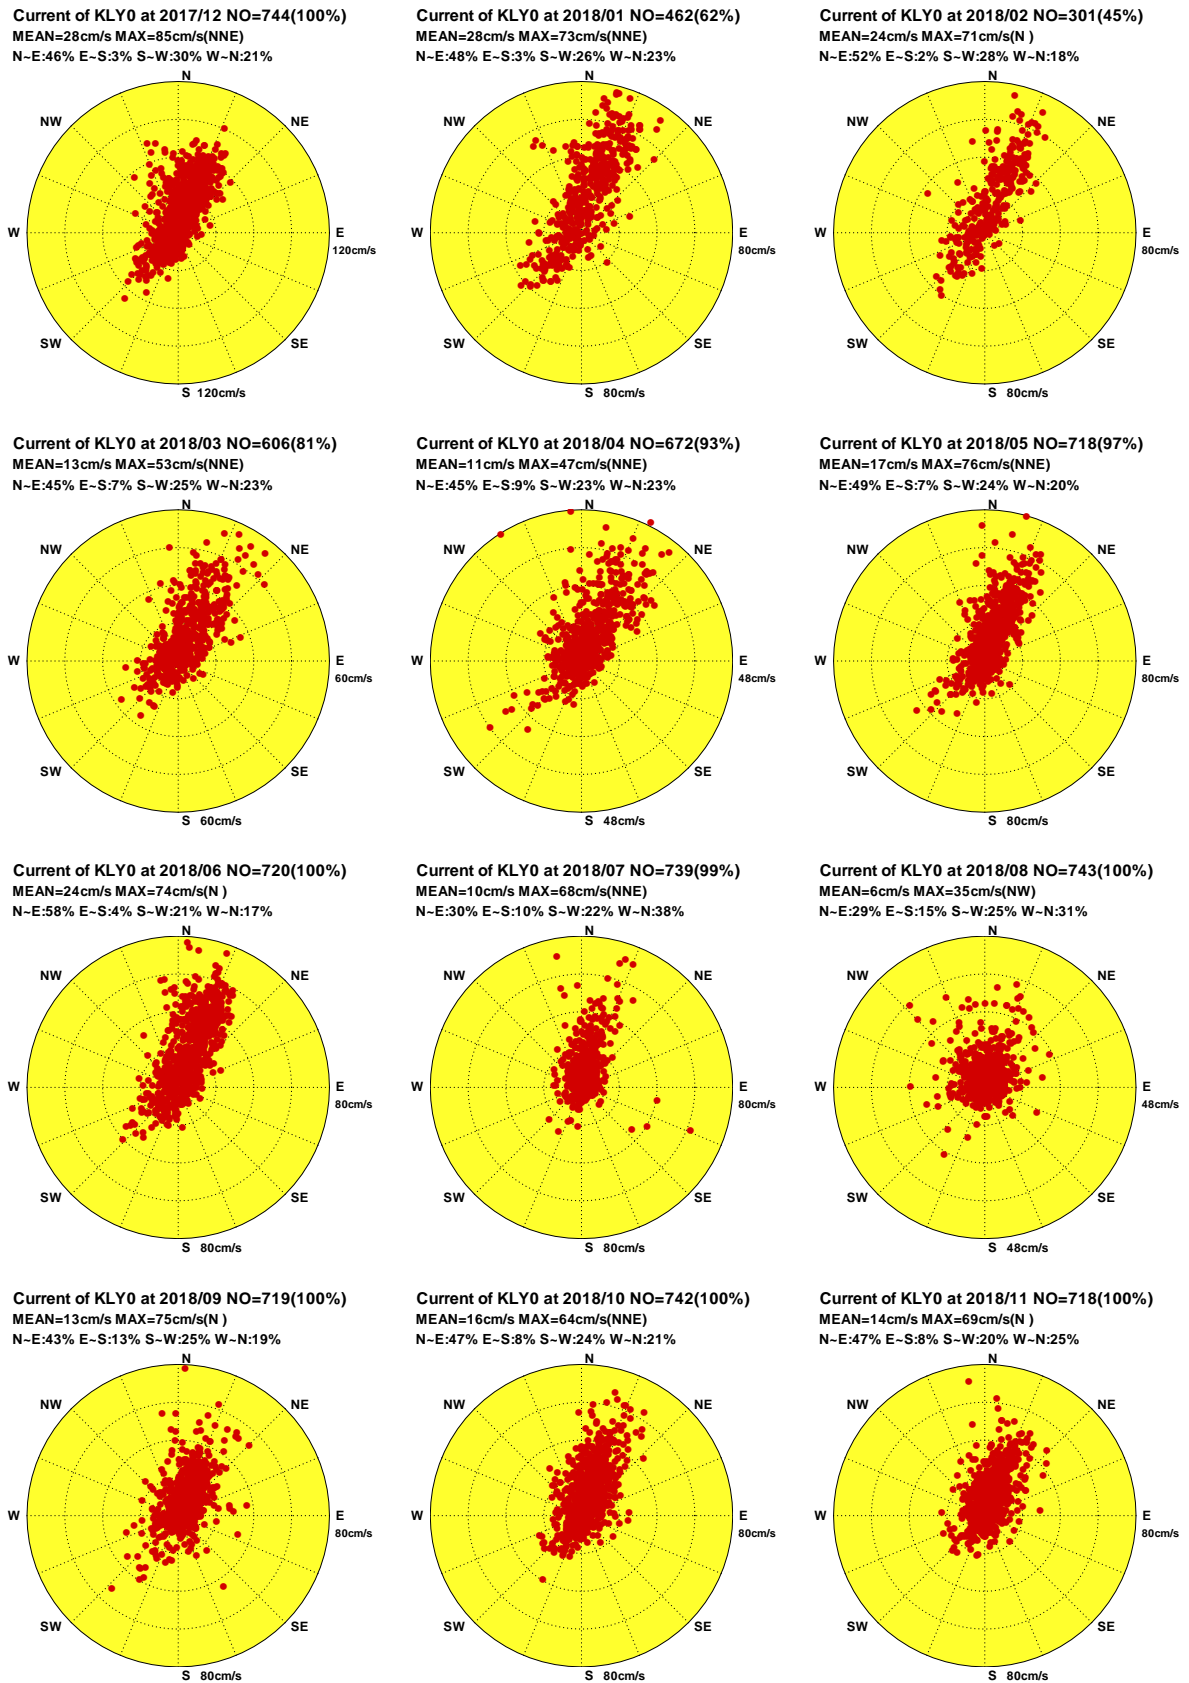 Current of KLY0 at 2017/12 NO=744(100%)
MEAN=28cm/s MAX=85cm/s(NNE)
N~E:46% E~S:3% S~W:30% W~N:21%
N
NW
NE
W
E
120cm/s
SW
SE
S 120cm/s
Current of KLY0 at 2018/01 NO=462(62%)
MEAN=28cm/s MAX=73cm/s(NNE)
N~E:48% E~S:3% S~W:26% W~N:23%
N
NW
NE
W
E
80cm/s
SW
SE
S 80cm/s
Current of KLY0 at 2018/02 NO=301(45%)
MEAN=24cm/s MAX=71cm/s(N )
N~E:52% E~S:2% S~W:28% W~N:18%
N
NW
NE
W
E
80cm/s
SW
SE
S 80cm/s
Current of KLY0 at 2018/03 NO=606(81%)
MEAN=13cm/s MAX=53cm/s(NNE)
N~E:45% E~S:7% S~W:25% W~N:23%
N
NW
NE
W
E
60cm/s
SW
SE
S 60cm/s
Current of KLY0 at 2018/04 NO=672(93%)
MEAN=11cm/s MAX=47cm/s(NNE)
N~E:45% E~S:9% S~W:23% W~N:23%
N
NW
NE
W
E
48cm/s
SW
SE
S 48cm/s
Current of KLY0 at 2018/05 NO=718(97%)
MEAN=17cm/s MAX=76cm/s(NNE)
N~E:49% E~S:7% S~W:24% W~N:20%
N
NW
NE
W
E
80cm/s
SW
SE
S 80cm/s
Current of KLY0 at 2018/06 NO=720(100%)
MEAN=24cm/s MAX=74cm/s(N )
N~E:58% E~S:4% S~W:21% W~N:17%
N
NW
NE
W
E
80cm/s
SW
SE
S 80cm/s
Current of KLY0 at 2018/07 NO=739(99%)
MEAN=10cm/s MAX=68cm/s(NNE)
N~E:30% E~S:10% S~W:22% W~N:38%
N
NW
NE
W
E
80cm/s
SW
SE
S 80cm/s
Current of KLY0 at 2018/08 NO=743(100%)
MEAN=6cm/s MAX=35cm/s(NW)
N~E:29% E~S:15% S~W:25% W~N:31%
N
NW
NE
W
E
48cm/s
SW
SE
S 48cm/s
Current of KLY0 at 2018/09 NO=719(100%)
MEAN=13cm/s MAX=75cm/s(N )
N~E:43% E~S:13% S~W:25% W~N:19%
N
NW
NE
W
E
80cm/s
SW
SE
S 80cm/s
Current of KLY0 at 2018/10 NO=742(100%)
MEAN=16cm/s MAX=64cm/s(NNE)
N~E:47% E~S:8% S~W:24% W~N:21%
N
NW
NE
W
E
80cm/s
SW
SE
S 80cm/s
Current of KLY0 at 2018/11 NO=718(100%)
MEAN=14cm/s MAX=69cm/s(N )
N~E:47% E~S:8% S~W:20% W~N:25%
N
NW
NE
W
E
80cm/s
SW
SE
S 80cm/s